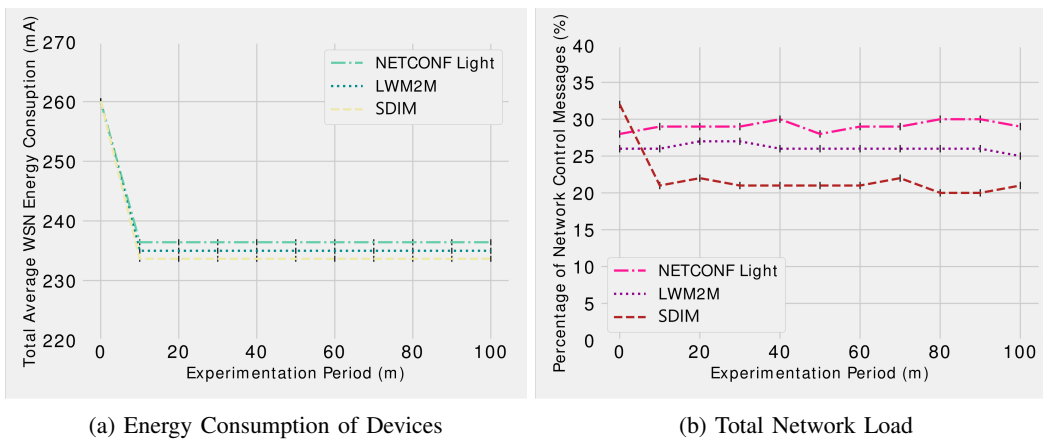 Total Average WSN Energy Consuption (mA)
270
260
250
240
230
220
NETCONF Light
LWM2M
SDIM
0 20 40 60 80 100
Experimentation Period (m)
(a) Energy Consumption of Devices
Percentage of Network Control Messages (%)
40
35
30
25
20
15
10
5
0
NETCONF Light
LWM2M
SDIM
0 20 40 60 80 100
Experimentation Period (m)
(b) Total Network Load